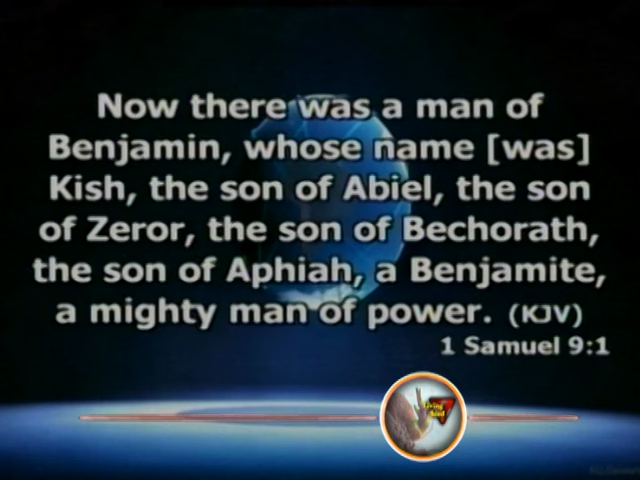 Now there was a man of
Benjamin, whose name [was]
Kish, the son of Abiel, the son
of Zeror, the son of Bechorath,
the son of Aphiah, a Benjamite,
a mighty man of power. (KJV)
1 Samuel 9:1